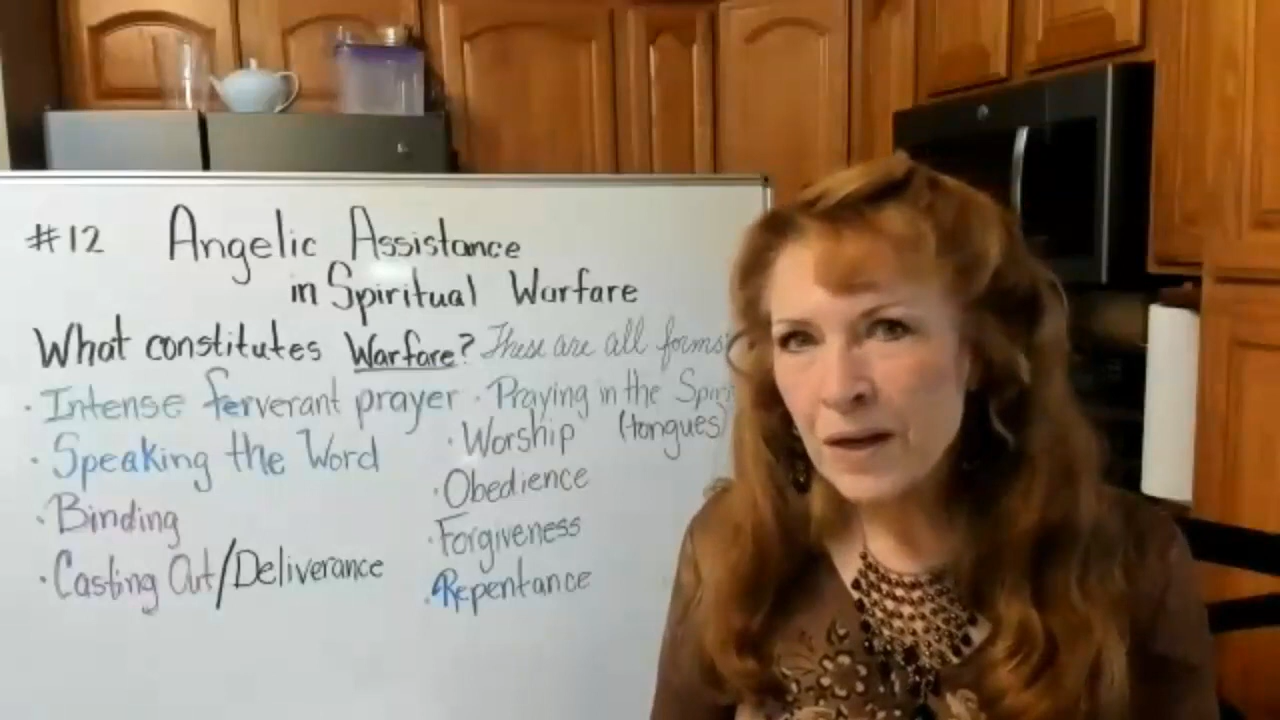 #12 Angelic Assistance
in Spiritual Warfare
What constitutes Warfare? These are all forms
· Intense ferverant prayer · Praying in the Spiri
· Speaking the Word · Worship (tongues)
· Binding · Obedience
· Casting Out/Deliverance · Forgiveness
· Repentance